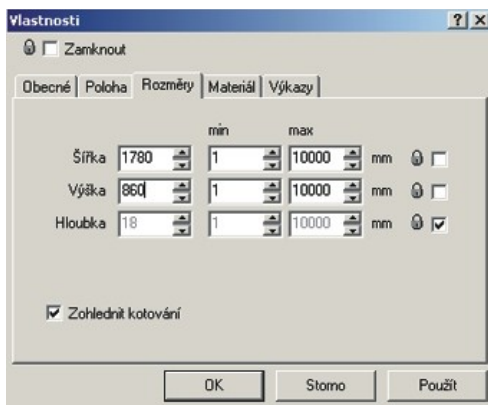 Vlastnosti
Zamknout
Obecné Poloha Rozměry Materiál Výkazy
min max
Šířka 1780 1 10000 mm
Výška 860 1 10000 mm
Hloubka 18 1 10000 mm
Zohlednit kotování
OK Storno Použít